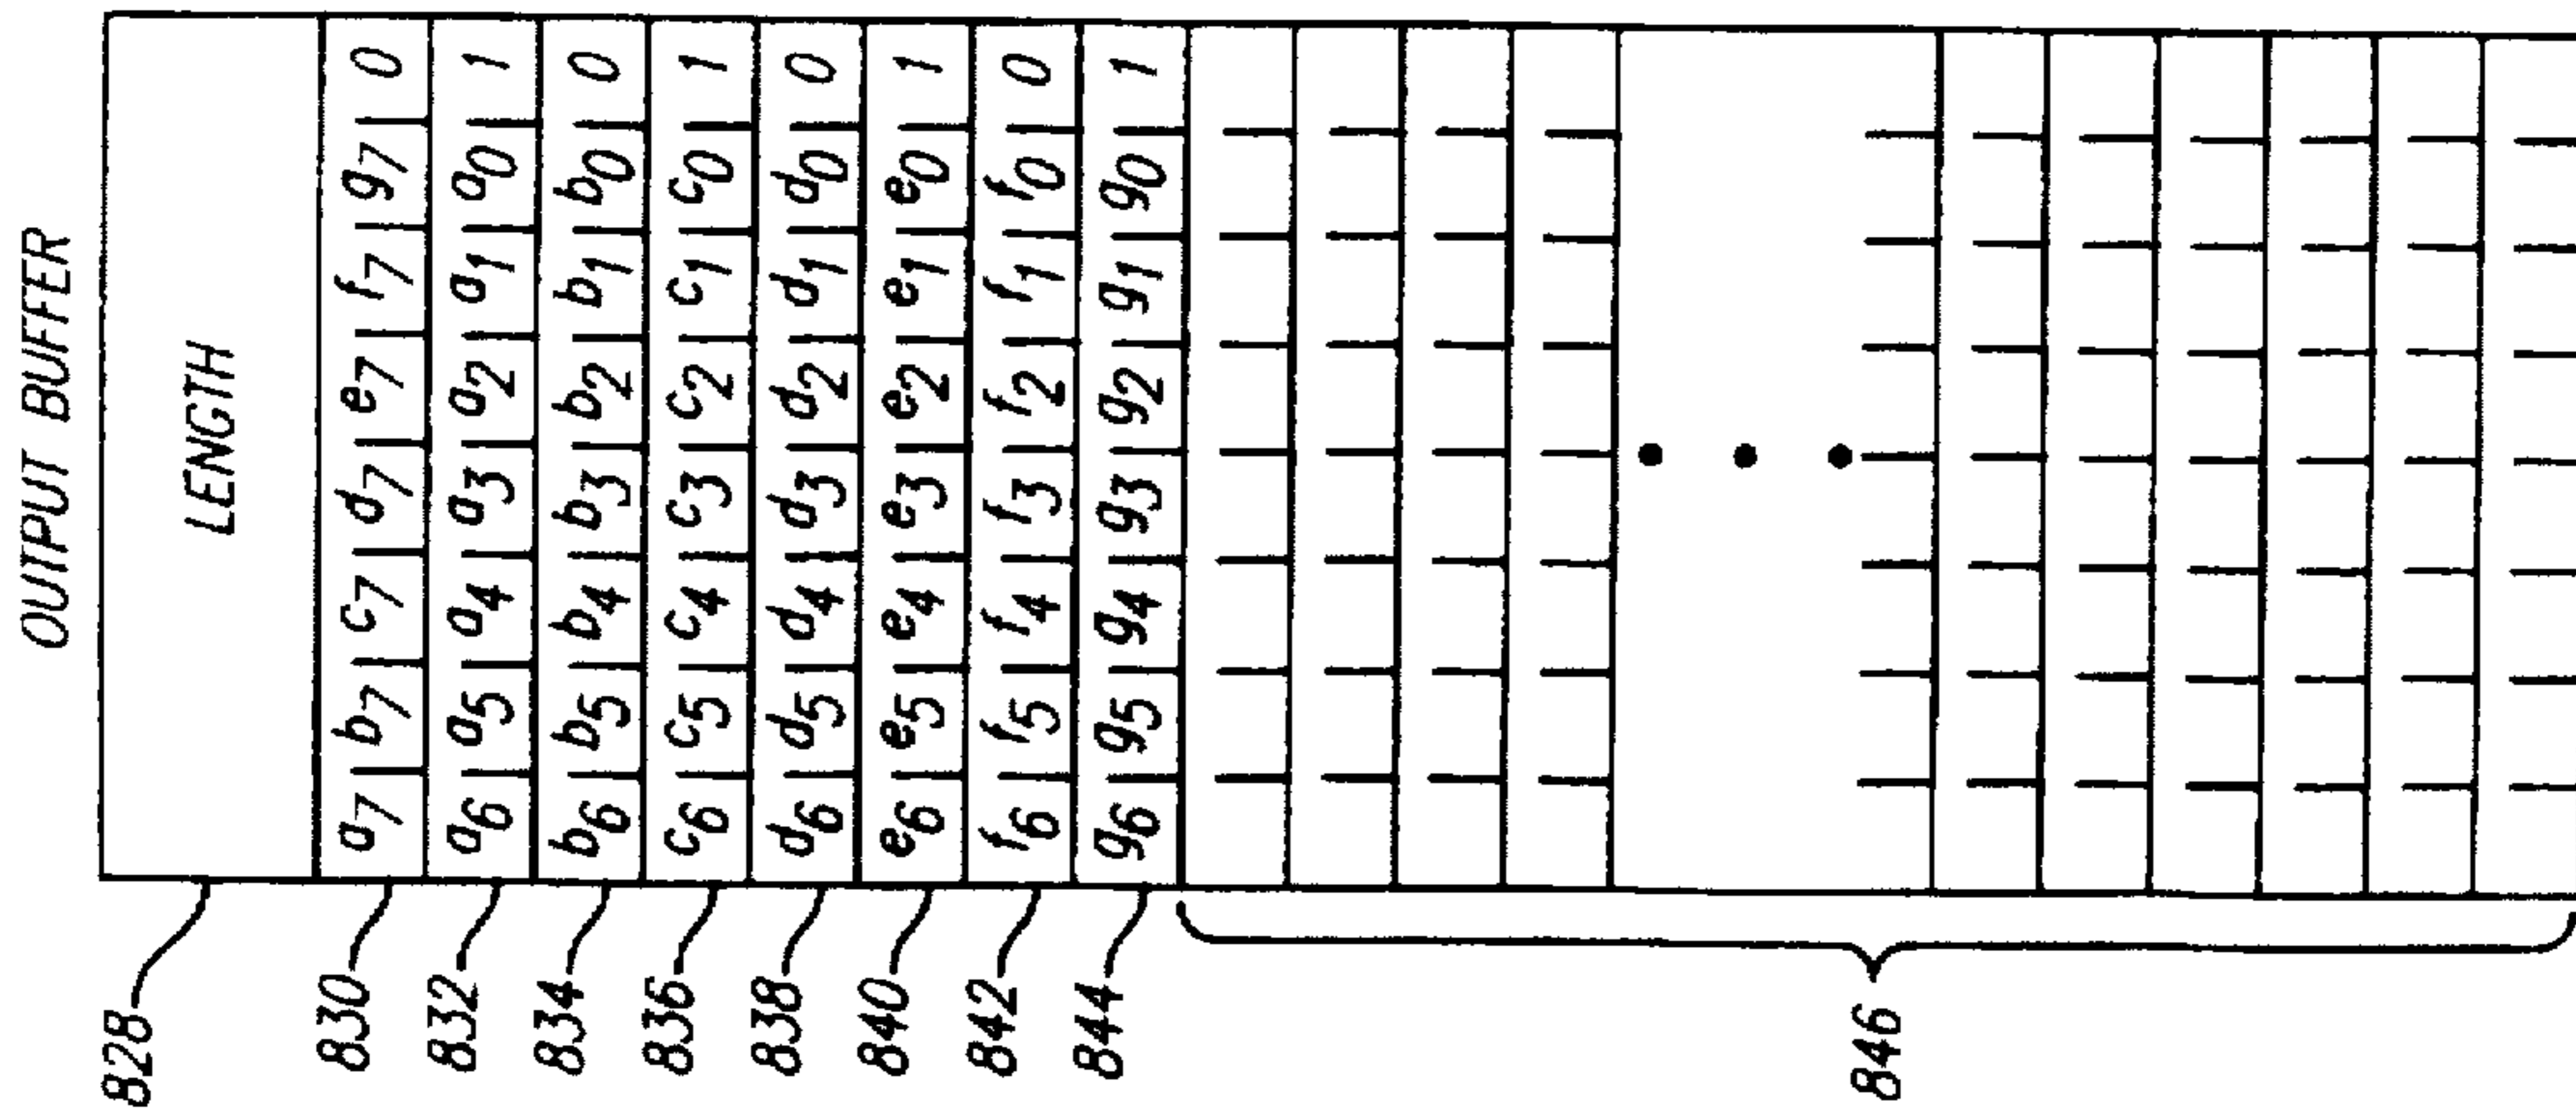 OUTPUT BUFFER
828 LENGTH
830 a7 b7 c7 d7 e7 f7 g7 0
832 a6 a5 a4 a3 a2 a1 a0 1
834 b6 b5 b4 b3 b2 b1 b0 0
836 c6 c5 c4 c3 c2 c1 c0 1
838 d6 d5 d4 d3 d2 d1 d0 0
840 e6 e5 e4 e3 e2 e1 e0 1
842 f6 f5 f4 f3 f2 f1 f0 0
844 g6 g5 g4 g3 g2 g1 g0 1
846